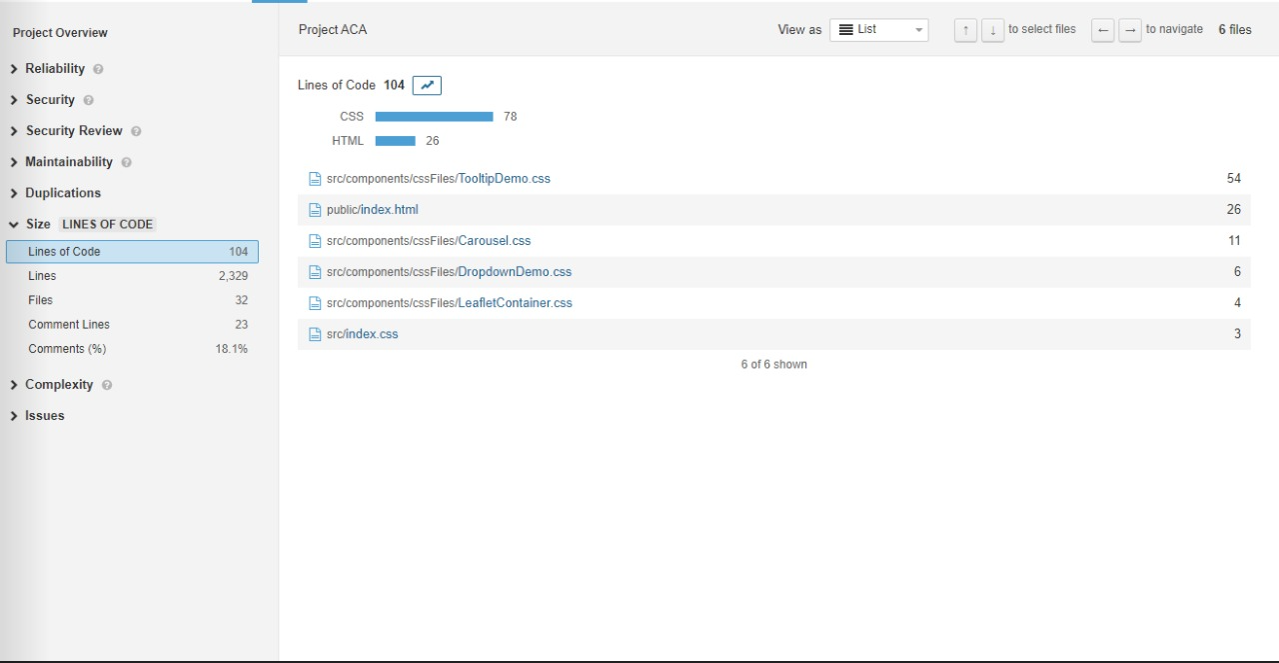 Project Overview
Reliability ?
Security ?
Security Review ?
Maintainability ?
Duplications
Size LINES OF CODE
Lines of Code 104
Lines 2,329
Files 32
Comment Lines 23
Comments (%) 18.1%
Complexity ?
Issues
Project ACA View as List ↑ ↓ to select files ← → to navigate 6 files
Lines of Code 104
CSS 78
HTML 26
src/components/cssFiles/TooltipDemo.css 54
public/index.html 26
src/components/cssFiles/Carousel.css 11
src/components/cssFiles/DropdownDemo.css 6
src/components/cssFiles/LeafletContainer.css 4
src/index.css 3
6 of 6 shown